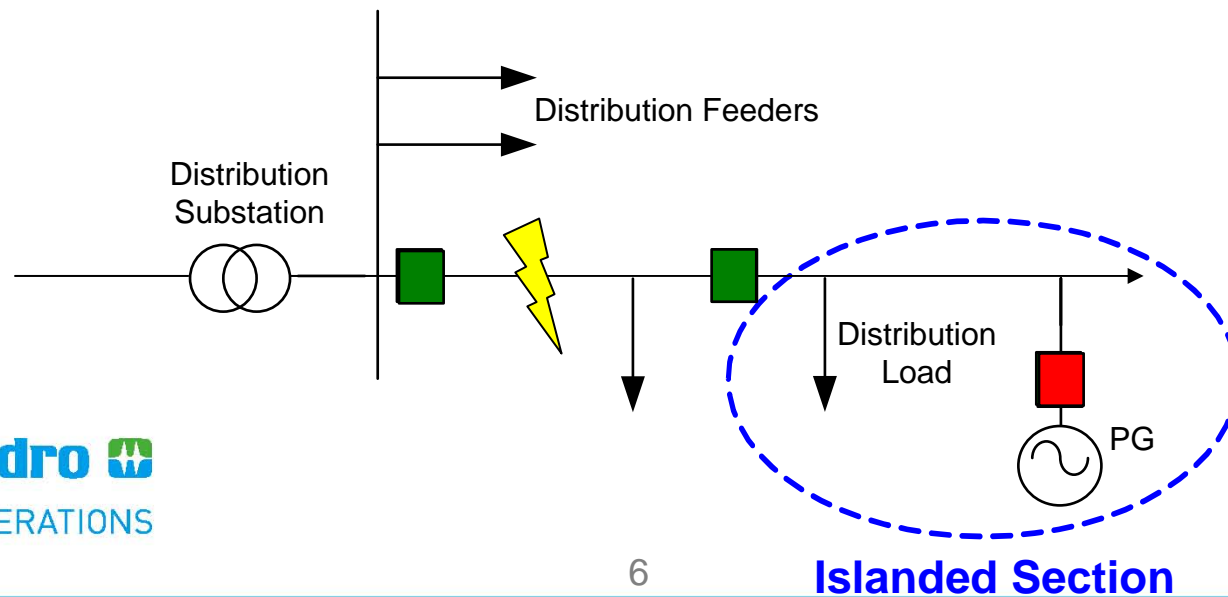 Distribution Feeders
Distribution
Substation
Distribution
Load
PG
dro
ERATIONS
6
Islanded Section